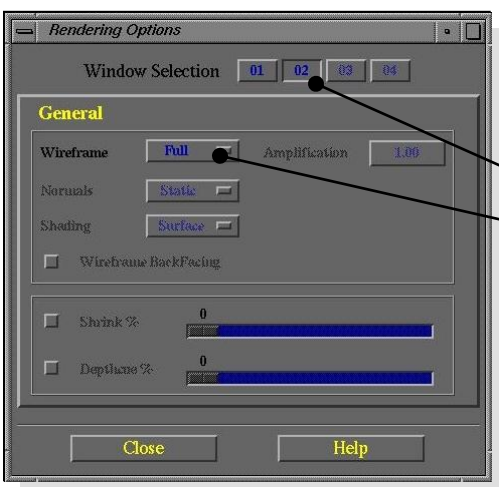 Rendering Options
Window Selection 01 02 03 04
General
Wireframe Full Amplification 1.00
Normals Static
Shading Surface
Wireframe BackFacing
Shrink % 0
Depthcue % 0
Close Help